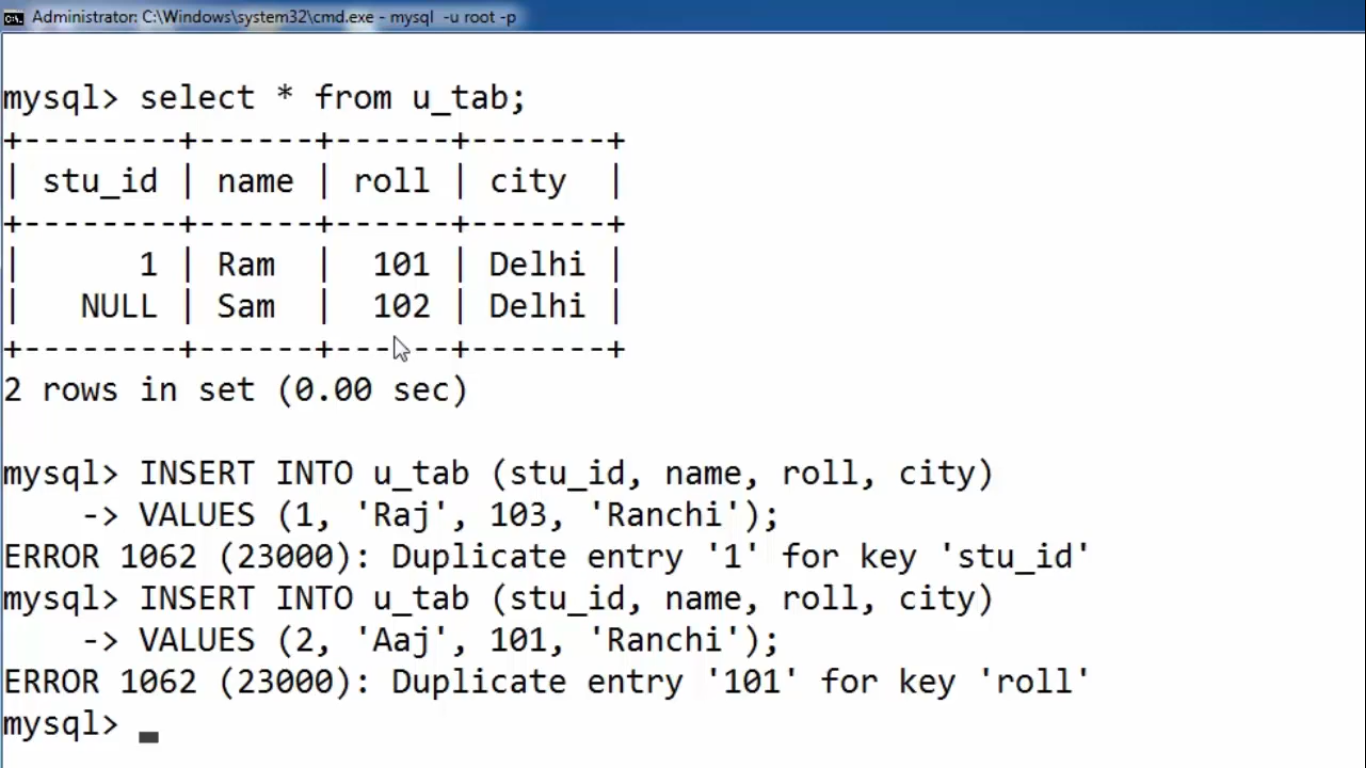 Administrator: C:\Windows\system32\cmd.exe - mysql  -u root -p
mysql> select * from u_tab;
+--------+------+------+-------+
| stu_id | name | roll | city  |
+--------+------+------+-------+
|      1 | Ram  |  101 | Delhi |
|   NULL | Sam  |  102 | Delhi |
+--------+------+------+-------+
2 rows in set (0.00 sec)
mysql> INSERT INTO u_tab (stu_id, name, roll, city)
    -> VALUES (1, 'Raj', 103, 'Ranchi');
ERROR 1062 (23000): Duplicate entry '1' for key 'stu_id'
mysql> INSERT INTO u_tab (stu_id, name, roll, city)
    -> VALUES (2, 'Aaj', 101, 'Ranchi');
ERROR 1062 (23000): Duplicate entry '101' for key 'roll'
mysql>